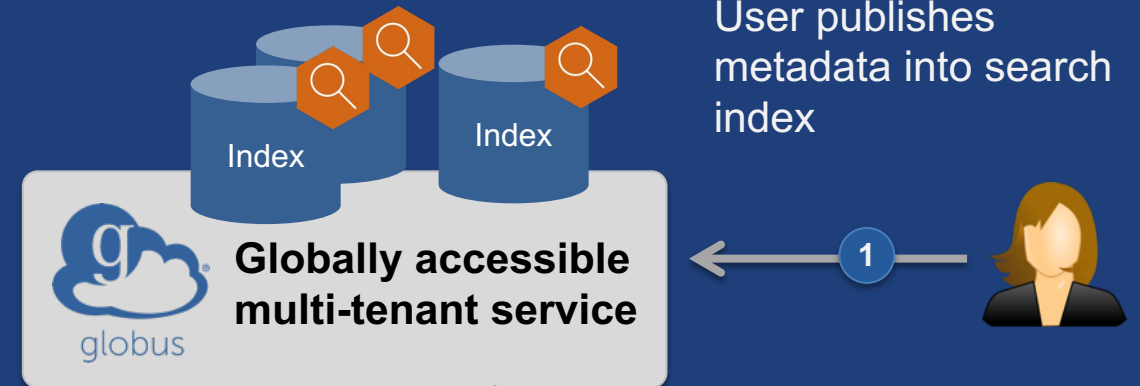 User publishes
metadata into search
index
Index
Index
g
globus
Globally accessible
multi-tenant service
1